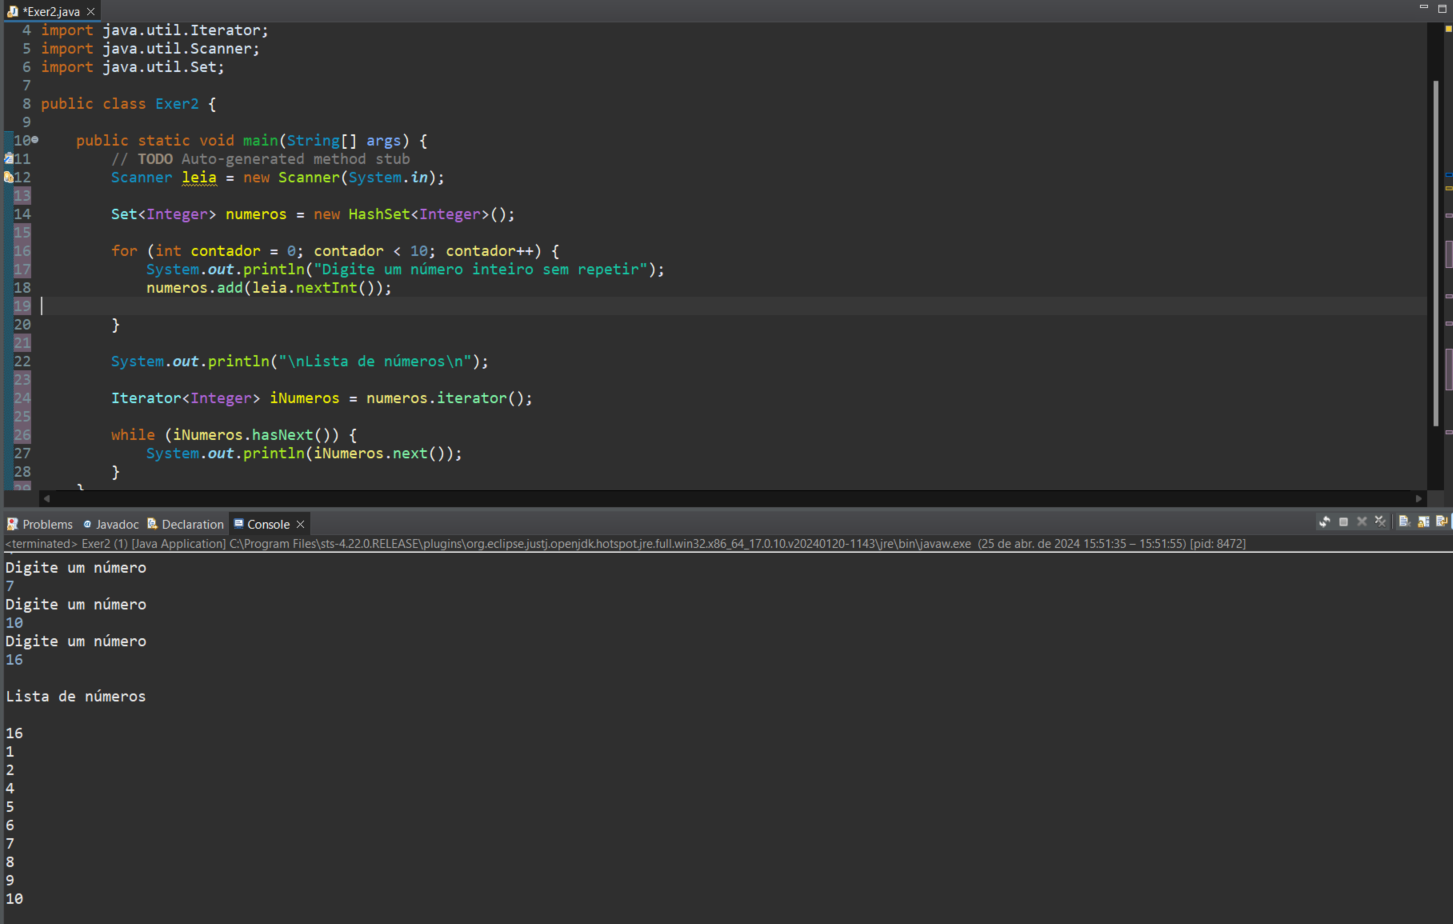 *Exer2.java
4 import java.util.Iterator;
5 import java.util.Scanner;
6 import java.util.Set;
7
8 public class Exer2 {
9
10 public static void main(String[] args) {
11 // TODO Auto-generated method stub
12 Scanner leia = new Scanner(System.in);
13
14 Set<Integer> numeros = new HashSet<Integer>();
15
16 for (int contador = 0; contador < 10; contador++) {
17 System.out.println("Digite um número inteiro sem repetir");
18 numeros.add(leia.nextInt());
19
20 }
21
22 System.out.println("\nLista de números\n");
23
24 Iterator<Integer> iNumeros = numeros.iterator();
25
26 while (iNumeros.hasNext()) {
27 System.out.println(iNumeros.next());
28 }
29 }
Problems Javadoc Declaration Console
<terminated> Exer2 (1) [Java Application] C:\Program Files\sts-4.22.0.RELEASE\plugins\org.eclipse.justj.openjdk.hotspot.jre.full.win32.x86_64_17.0.10.v20240120-1143\jre\bin\javaw.exe (25 de abr. de 2024 15:51:35 – 15:51:55) [pid: 8472]
Digite um número
7
Digite um número
10
Digite um número
16
Lista de números
16
1
2
4
5
6
7
8
9
10